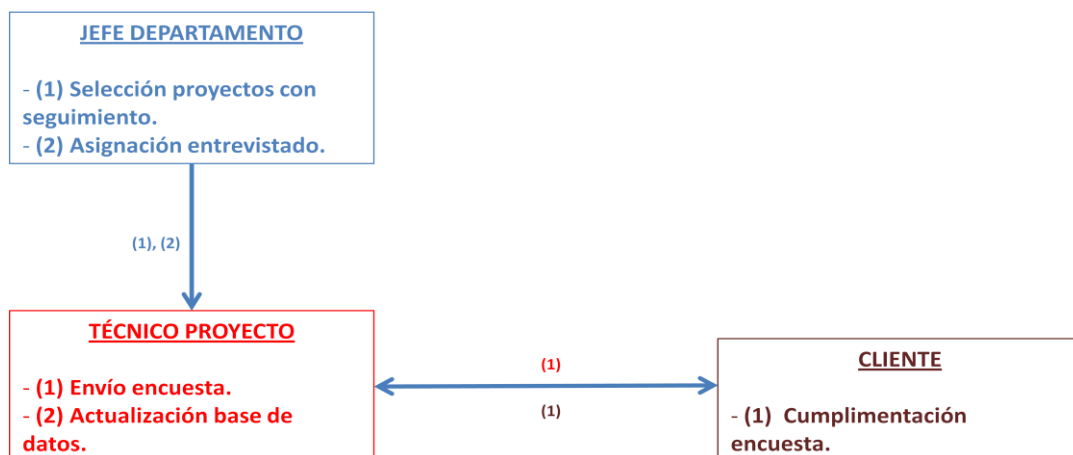 JEFE DEPARTAMENTO
- (1) Selección proyectos con
seguimiento.
- (2) Asignación entrevistado.
(1), (2)
TÉCNICO PROYECTO
- (1) Envío encuesta.
- (2) Actualización base de
datos.
(1)
(1)
CLIENTE
- (1) Cumplimentación
encuesta.